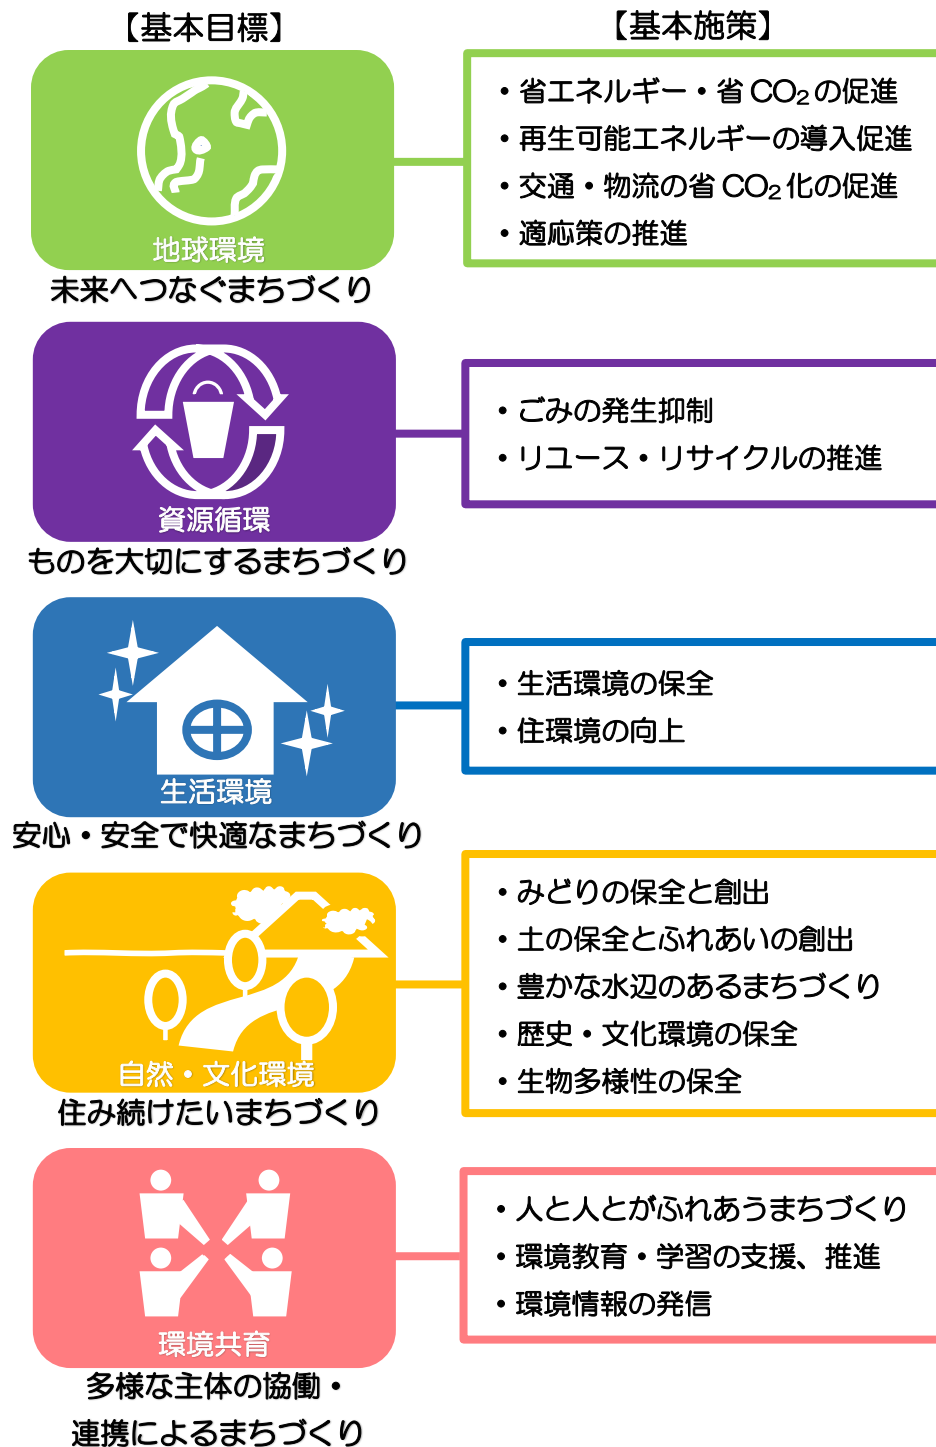 【基本目標】
【基本施策】
地球環境
未来へつなぐまちづくり
・省エネルギー・省CO₂の促進
・再生可能エネルギーの導入促進
・交通・物流の省CO₂化の促進
・適応策の推進
資源循環
ものを大切にするまちづくり
・ごみの発生抑制
・リユース・リサイクルの推進
生活環境
安心・安全で快適なまちづくり
・生活環境の保全
・住環境の向上
自然・文化環境
住み続けたいまちづくり
・みどりの保全と創出
・土の保全とふれあいの創出
・豊かな水辺のあるまちづくり
・歴史・文化環境の保全
・生物多様性の保全
環境共育
多様な主体の協働・
連携によるまちづくり
・人と人とがふれあうまちづくり
・環境教育・学習の支援、推進
・環境情報の発信